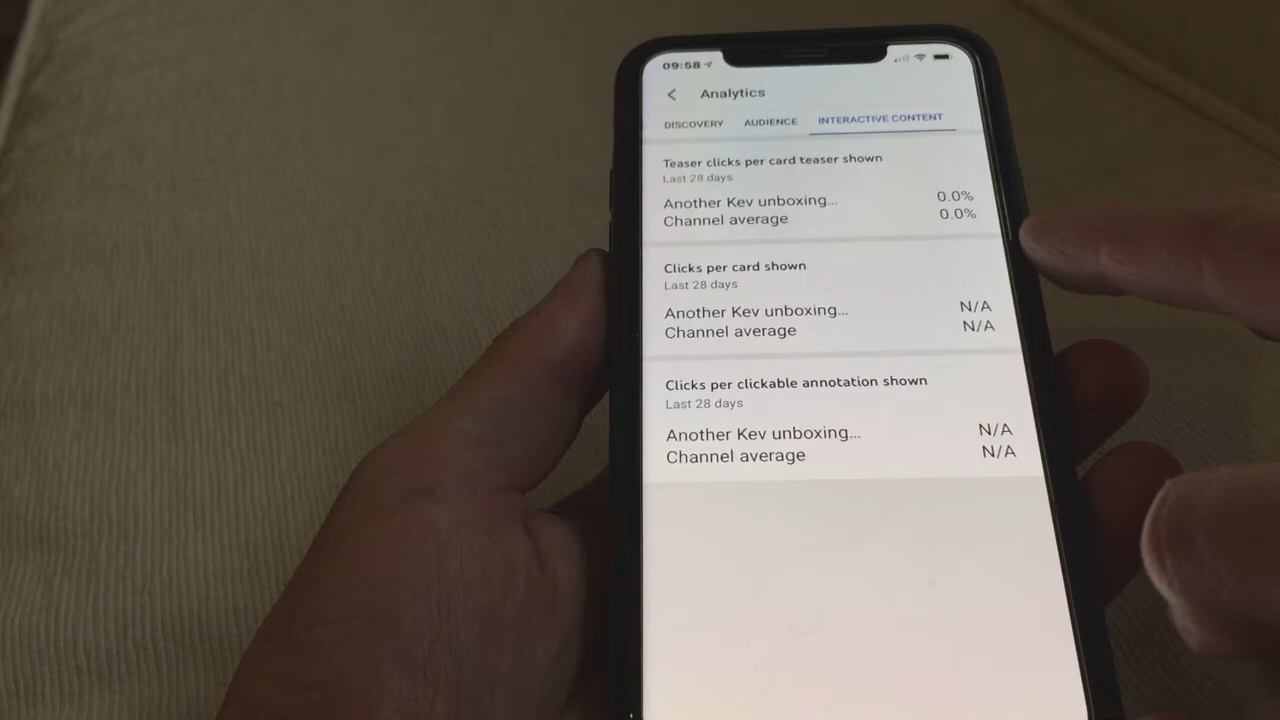 09:58
Analytics
DISCOVERY AUDIENCE INTERACTIVE CONTENT
Teaser clicks per card teaser shown
Last 28 days
Another Kev unboxing... 0.0%
Channel average 0.0%
Clicks per card shown
Last 28 days
Another Kev unboxing... N/A
Channel average N/A
Clicks per clickable annotation shown
Last 28 days
Another Kev unboxing... N/A
Channel average N/A